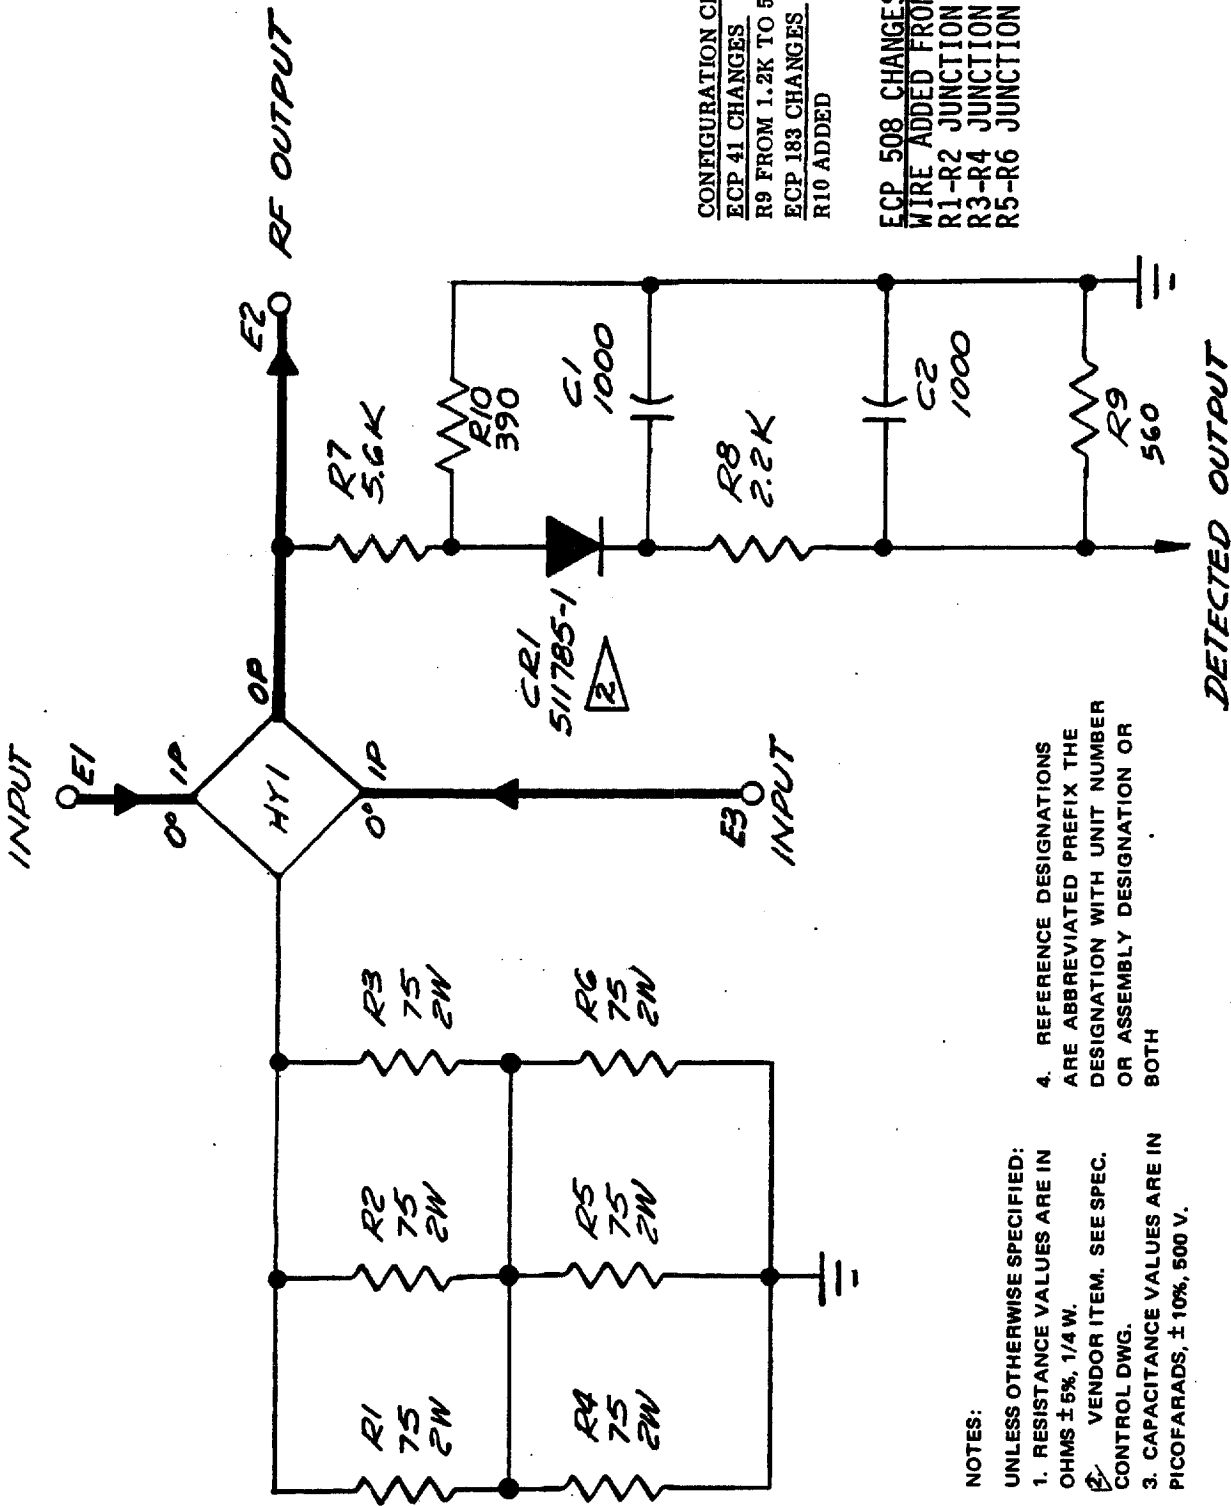 INPUT
E1
0° IP
HY1
OP
0° IP
E3
INPUT
E2
RF OUTPUT
R1
75
2W
R2
75
2W
R3
75
2W
R4
75
2W
R5
75
2W
R6
75
2W
R7
5.6K
R10
390
CR1
511785-1
2
C1
1000
R8
2.2K
C2
1000
R9
560
DETECTED OUTPUT
CONFIGURATION
ECP 41 CHANGES
R9 FROM 1.2K TO
ECP 183 CHANGES
R10 ADDED
ECP 508 CHANGES
WIRE ADDED FROM
R1-R2 JUNCTION
R3-R4 JUNCTION
R5-R6 JUNCTION
NOTES:
UNLESS OTHERWISE SPECIFIED:
1. RESISTANCE VALUES ARE IN
OHMS ± 5%, 1/4 W.
2. VENDOR ITEM. SEE SPEC.
CONTROL DWG.
3. CAPACITANCE VALUES ARE IN
PICOFARADS, ± 10%, 500 V.
4. REFERENCE DESIGNATIONS
ARE ABBREVIATED PREFIX THE
DESIGNATION WITH UNIT NUMBER
OR ASSEMBLY DESIGNATION OR
BOTH